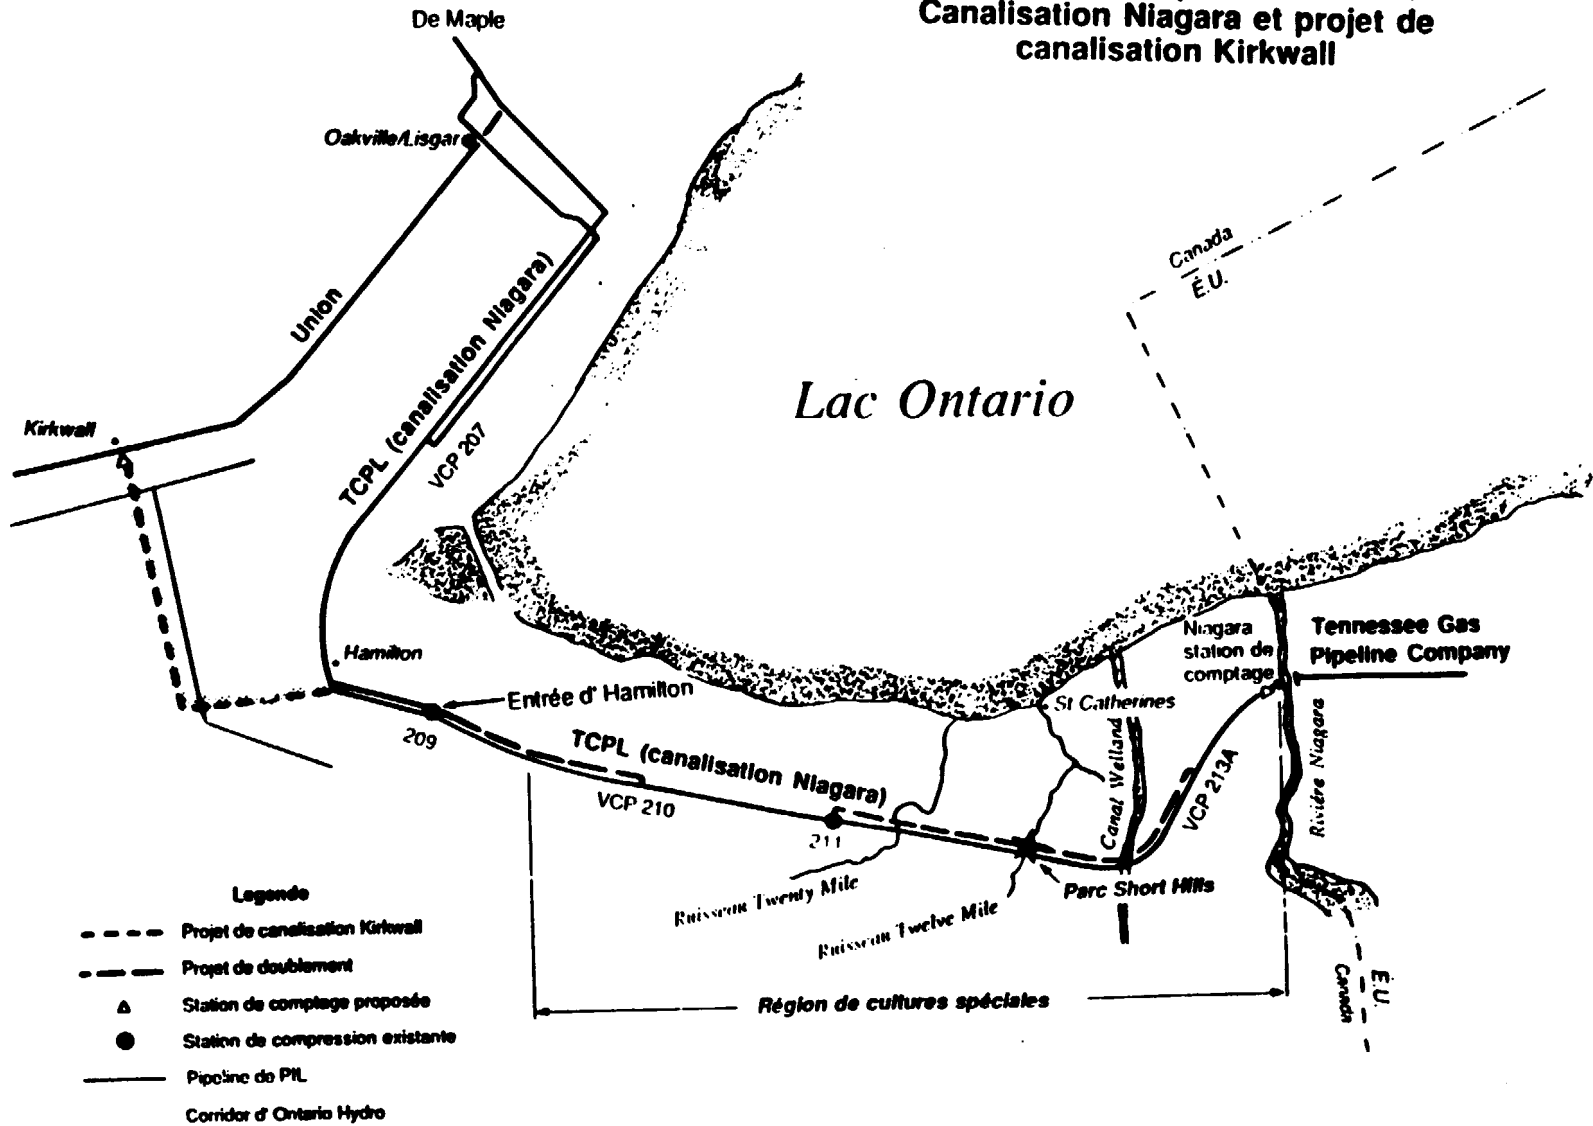 Canalisation Niagara et projet de
canalisation Kirkwall
De Maple
Oakville/Lisgar
Union
TCPL (canalisation Niagara)
VCP 207
Kirkwall
Lac Ontario
Canada
É.U.
Hamilton
Entrée d' Hamilton
209
TCPL (canalisation Niagara)
VCP 210
211
Niagara
station de
comptage
Tennessee Gas
Pipeline Company
St Catherines
Canal Welland
VCP 213A
Rivière Niagara
Parc Short Hills
Ruisseau Twenty Mile
Ruisseau Twelve Mile
Région de cultures spéciales
É.U.
Canada
Legende
Projet de canalisation Kirkwall
Projet de doublement
Station de comptage proposée
Station de compression existante
Pipeline de PIL
Corridor d' Ontario Hydro